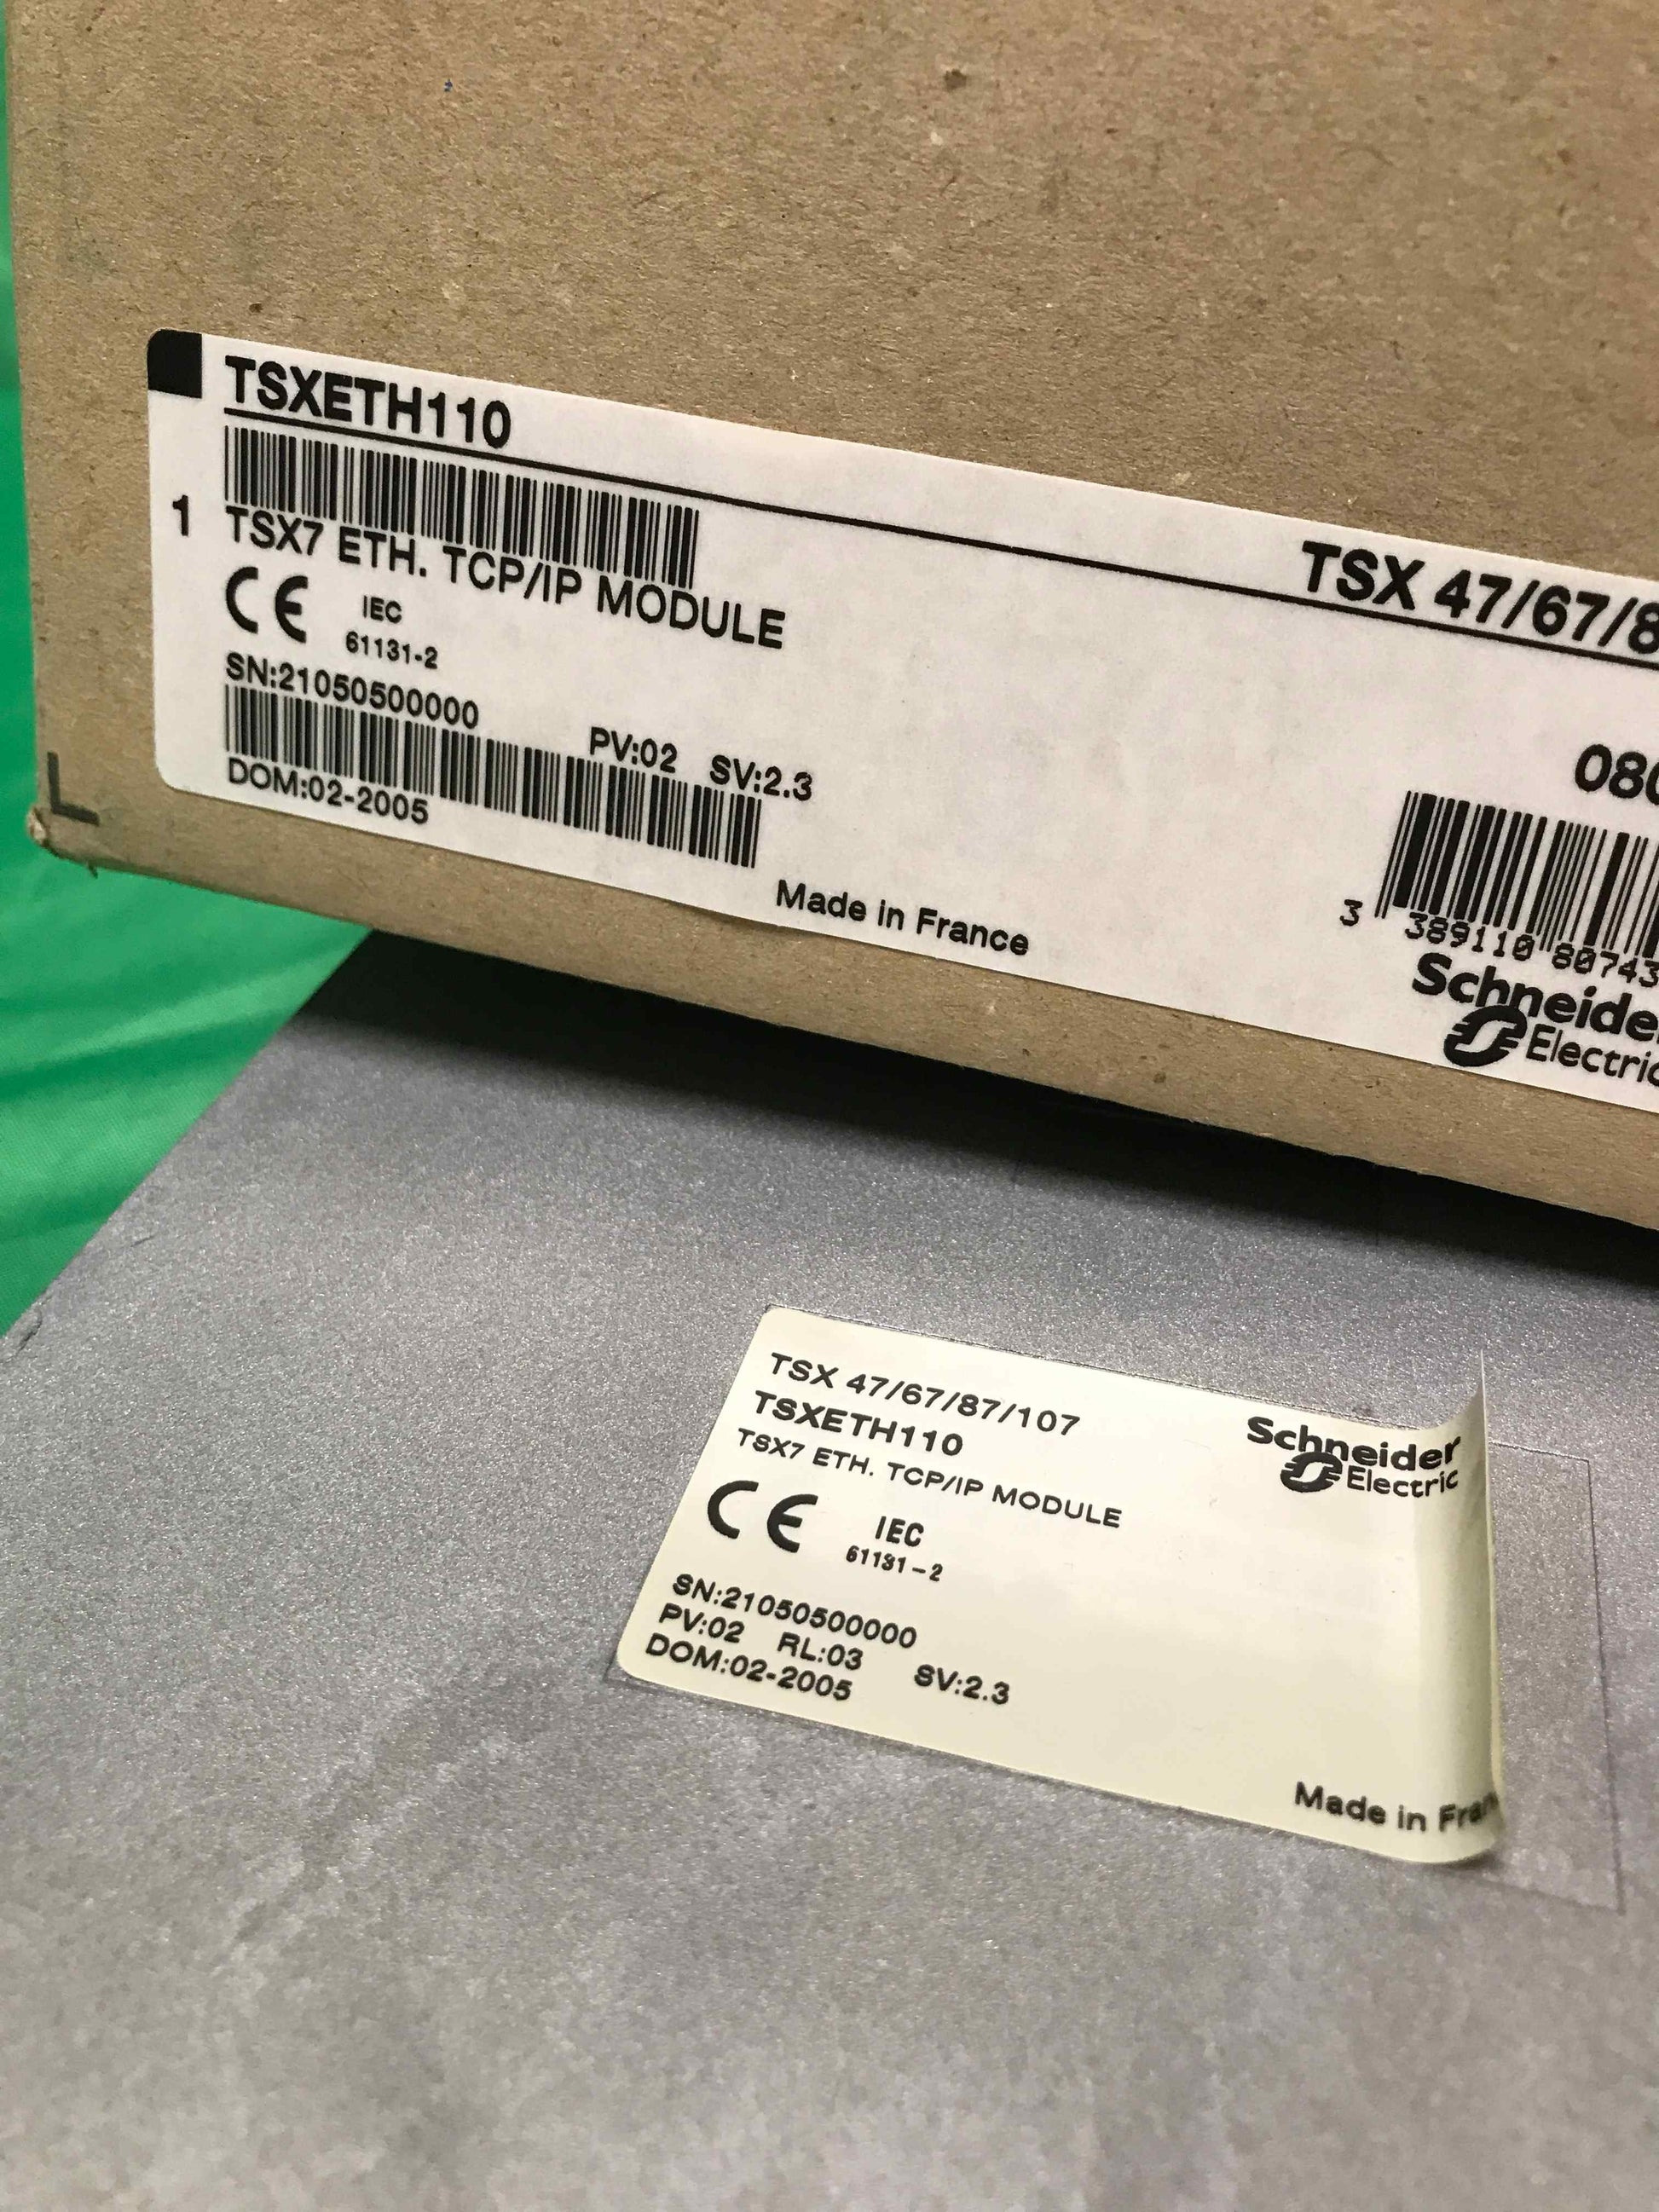 TSXETH110
TSX 47/67/8
1
TSX7 ETH. TCP/IP MODULE
CE IEC
61131-2
SN:21050500000
PV:02 SV:2.3
DOM:02-2005
080
Made in France
3 389110 80743
Schneider
Electric
TSX 47/67/87/107
TSXETH110
TSX7 ETH. TCP/IP MODULE
Schneider
Electric
CE IEC
61131-2
SN:21050500000
PV:02 RL:03 SV:2.3
DOM:02-2005
Made in Fran